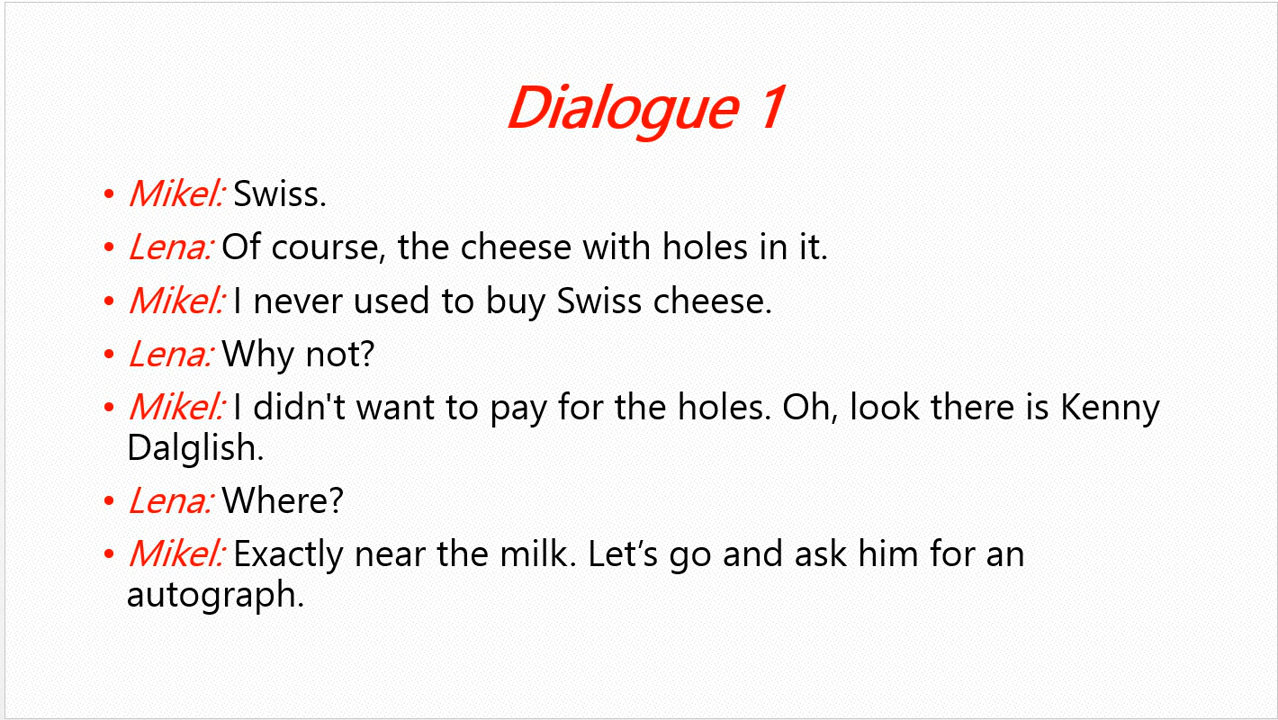 Dialogue 1
• Mikel: Swiss.
• Lena: Of course, the cheese with holes in it.
• Mikel: I never used to buy Swiss cheese.
• Lena: Why not?
• Mikel: I didn't want to pay for the holes. Oh, look there is Kenny
Dalglish.
• Lena: Where?
• Mikel: Exactly near the milk. Let’s go and ask him for an
autograph.